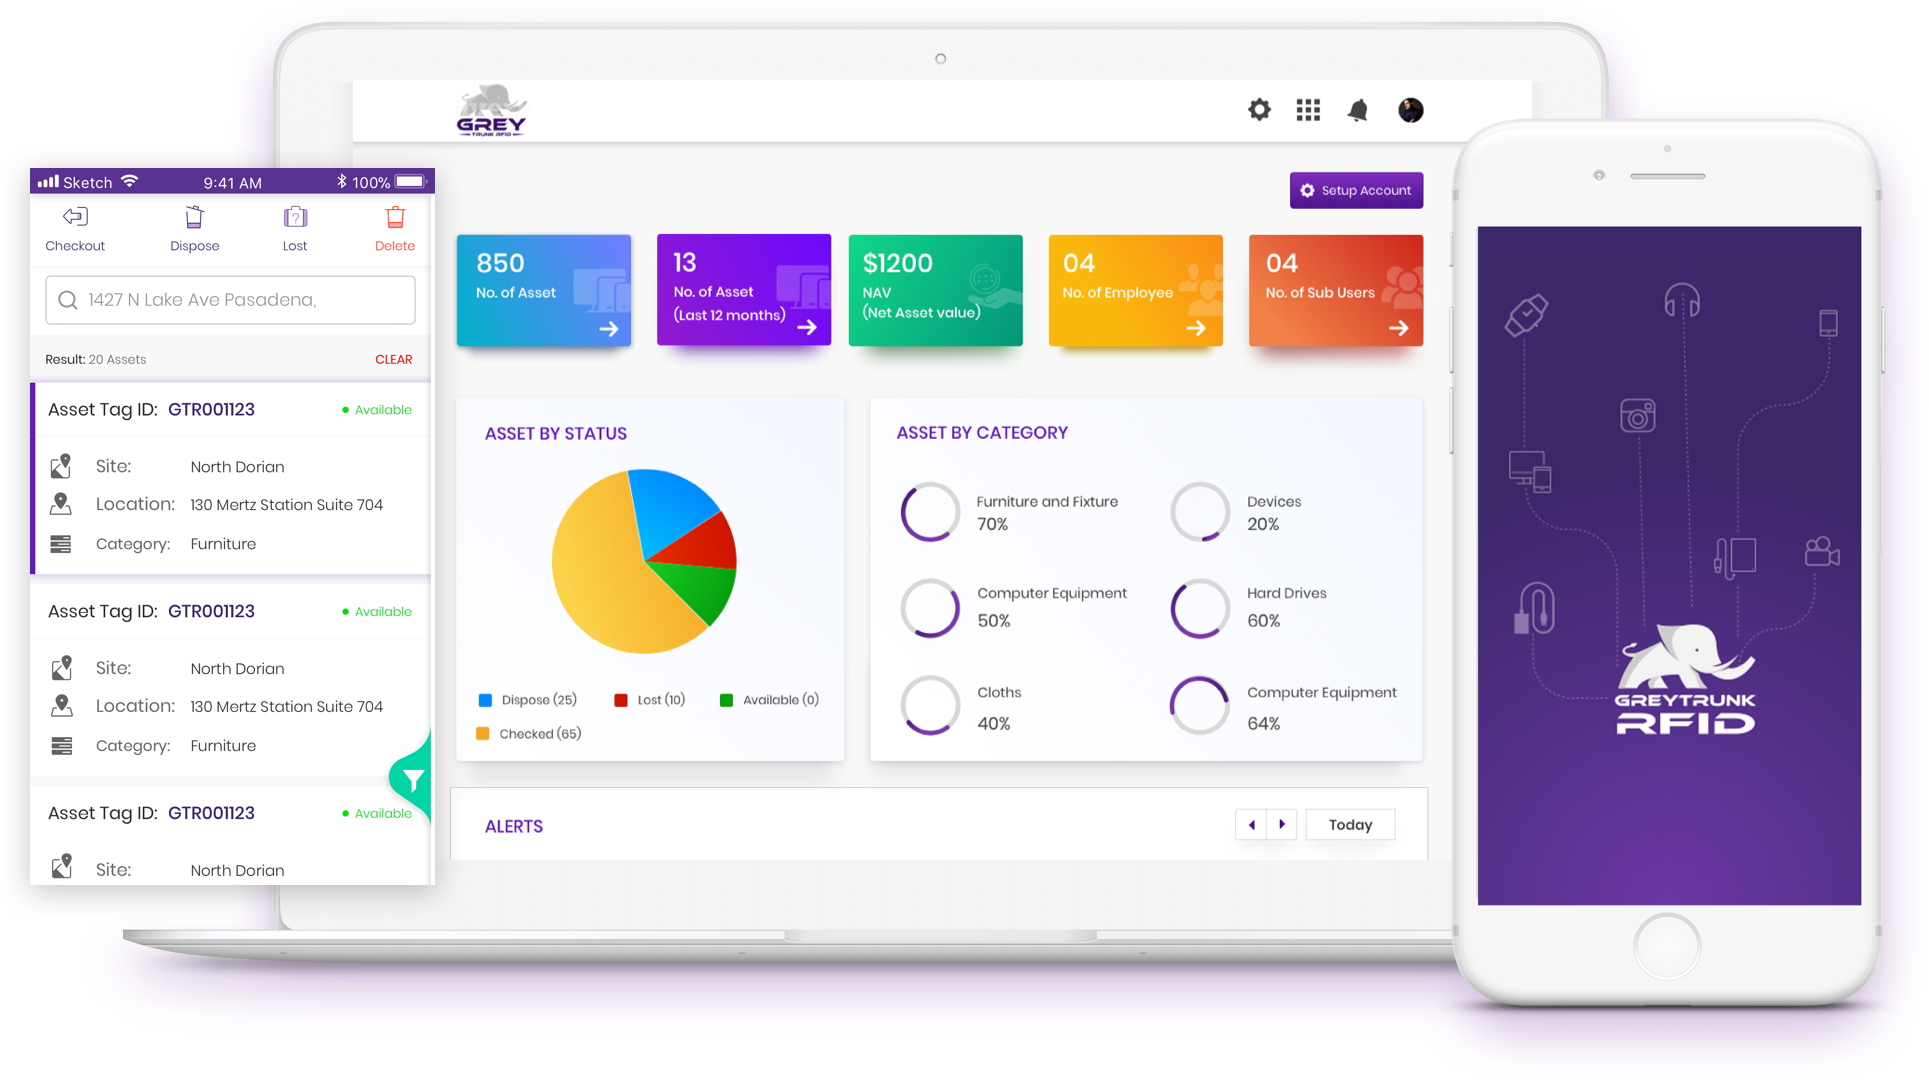 GREY
TRUNK RFID
Setup Account
850
No. of Asset
13
No. of Asset
(Last 12 months)
$1200
NAV
(Net Asset value)
04
No. of Employee
04
No. of Sub Users
ASSET BY STATUS
Dispose (25)
Lost (10)
Available (0)
Checked (65)
ASSET BY CATEGORY
Furniture and Fixture
70%
Devices
20%
Computer Equipment
50%
Hard Drives
60%
Cloths
40%
Computer Equipment
64%
ALERTS
Today
Sketch 9:41 AM 100%
Checkout Dispose Lost Delete
1427 N Lake Ave Pasadena,
Result: 20 Assets CLEAR
Asset Tag ID: GTR001123 Available
Site: North Dorian
Location: 130 Mertz Station Suite 704
Category: Furniture
Asset Tag ID: GTR001123 Available
Site: North Dorian
Location: 130 Mertz Station Suite 704
Category: Furniture
Asset Tag ID: GTR001123 Available
Site: North Dorian
GREYTRUNK
RFID